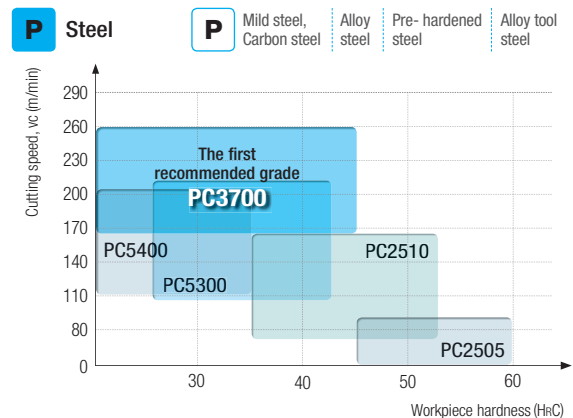 P Steel
P
Mild steel,
Carbon steel
Alloy
steel
Pre- hardened
steel
Alloy tool
steel
Cutting speed, vc (m/min)
290
260
230
200
170
140
110
80
0
The first
recommended grade
PC3700
PC5400
PC5300
PC2510
PC2505
30
40
50
60
Workpiece hardness (HRC)